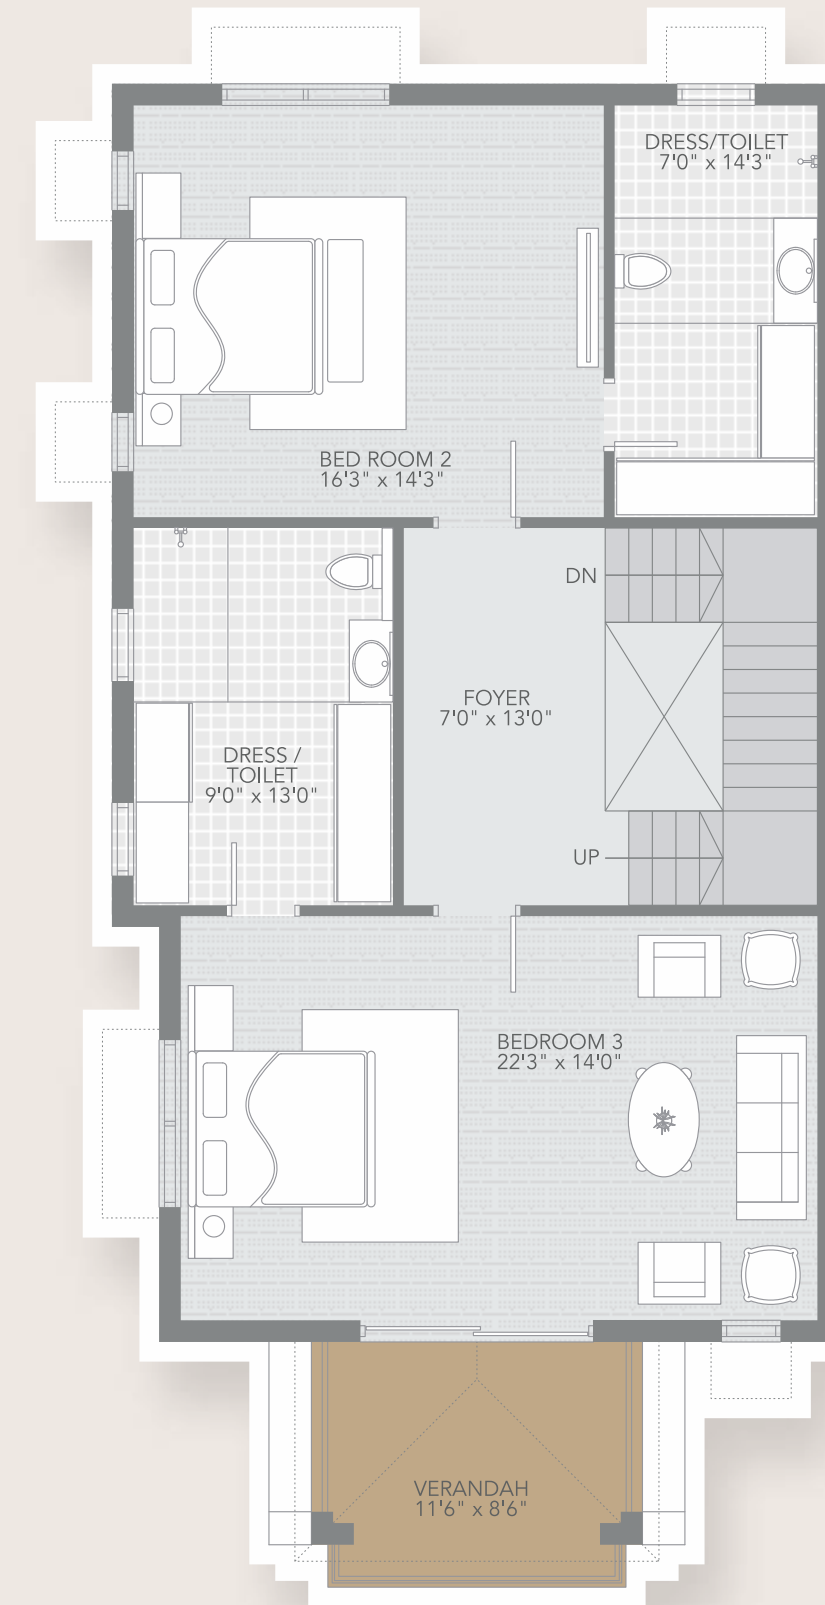 DRESS/TOILET
7'0" x 14'3"
BED ROOM 2
16'3" x 14'3"
DN
FOYER
7'0" x 13'0"
DRESS /
TOILET
9'0" x 13'0"
UP
BEDROOM 3
22'3" x 14'0"
VERANDAH
11'6" x 8'6"